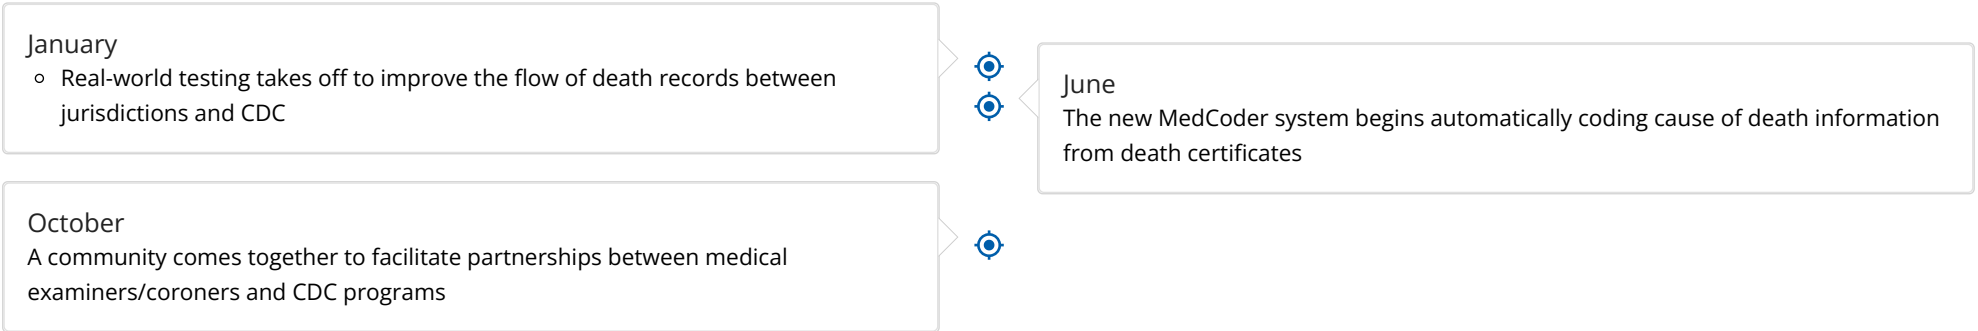 January
Real-world testing takes off to improve the flow of death records between
jurisdictions and CDC
June
The new MedCoder system begins automatically coding cause of death information
from death certificates
October
A community comes together to facilitate partnerships between medical
examiners/coroners and CDC programs